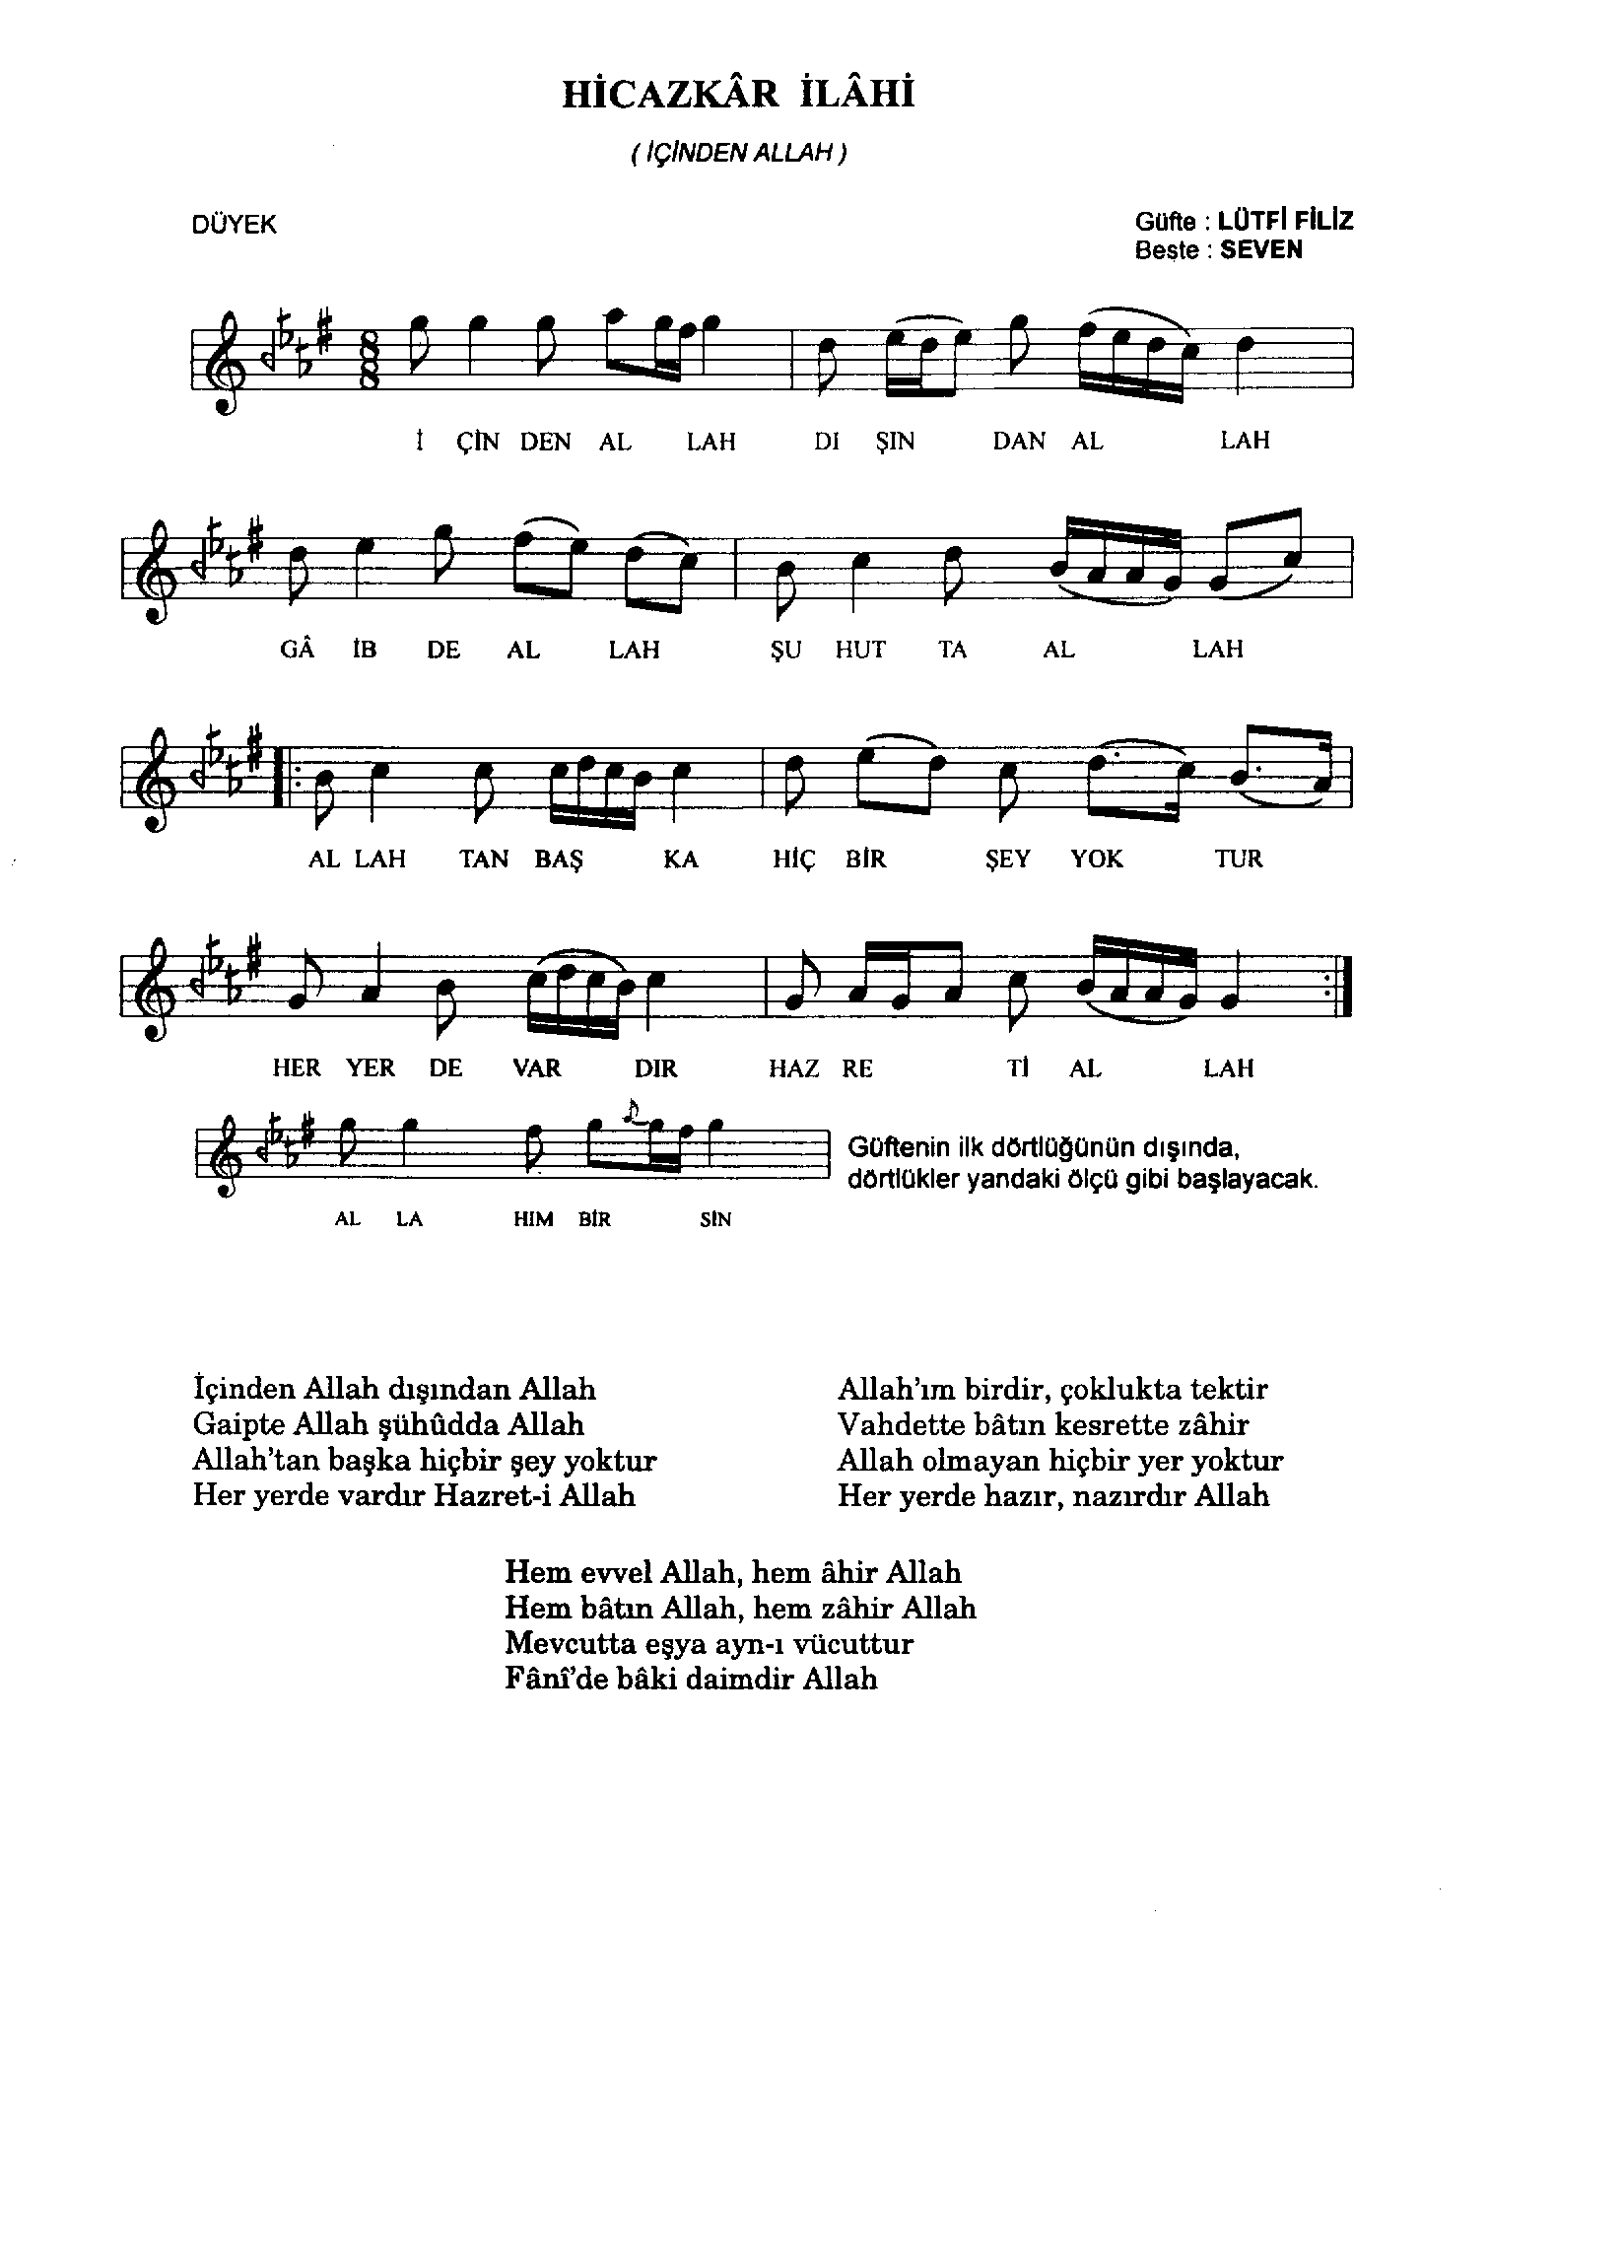 HİCAZKÂR İLÂHİ
( İÇİNDEN ALLAH )
DÜYEK
Güfte : LÜTFİ FİLİZ
Beste : SEVEN
8
8
8
İ ÇİN DEN AL LAH DI ŞIN DAN AL LAH
GÂ İB DE AL LAH ŞU HUT TA AL LAH
AL LAH TAN BAŞ KA HİÇ BİR ŞEY YOK TUR
HER YER DE VAR DIR HAZ RE Tİ AL LAH
Güftenin ilk dörtlüğünün dışında,
dörtlükler yandaki ölçü gibi başlayacak.
AL LA HIM BİR SİN
İçinden Allah dışından Allah
Gaipte Allah şühûdda Allah
Allah'tan başka hiçbir şey yoktur
Her yerde vardır Hazret-i Allah
Allah'ım birdir, çoklukta tektir
Vahdette bâtın kesrette zâhir
Allah olmayan hiçbir yer yoktur
Her yerde hazır, nazırdır Allah
Hem evvel Allah, hem âhir Allah
Hem bâtın Allah, hem zâhir Allah
Mevcutta eşya ayn-ı vücuttur
Fânî'de bâki daimdir Allah